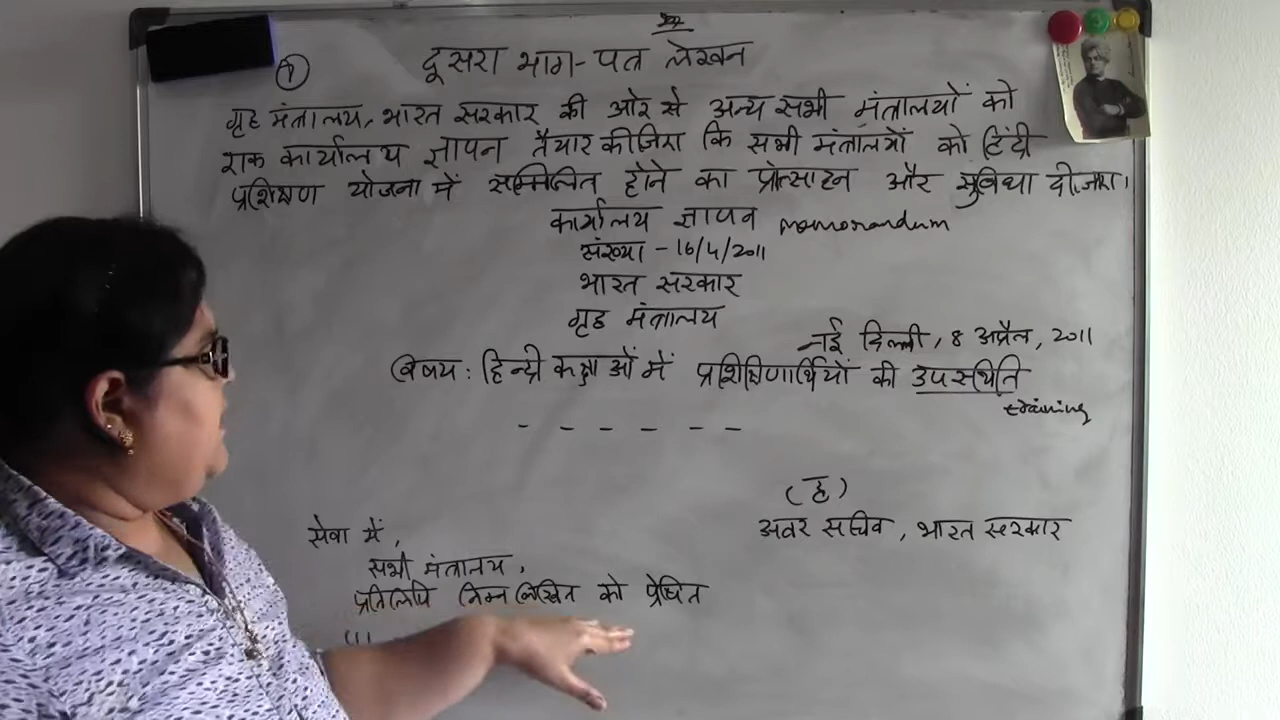 दूसरा भाग - पत्र लेखन
गृह मंत्रालय, भारत सरकार की ओर से अन्य सभी मंत्रालयों को
एक कार्यालय ज्ञापन तैयार कीजिए कि सभी मंत्रालयों को हिंदी
प्रशिक्षण योजना में सम्मिलित होने का प्रोत्साहन और सुविधा दी जाए।
कार्यालय ज्ञापन memorandum
संख्या - 16/4/2011
भारत सरकार
गृह मंत्रालय
नई दिल्ली, 8 अप्रैल, 2011
विषय : हिन्दी कक्षाओं में प्रशिक्षिणार्थियों की उपस्थिति
training
- - - - - -
(ह)
अवर सचिव, भारत सरकार
सेवा में,
सभी मंत्रालय,
प्रतिलिपि निम्न लिखित को प्रेषित